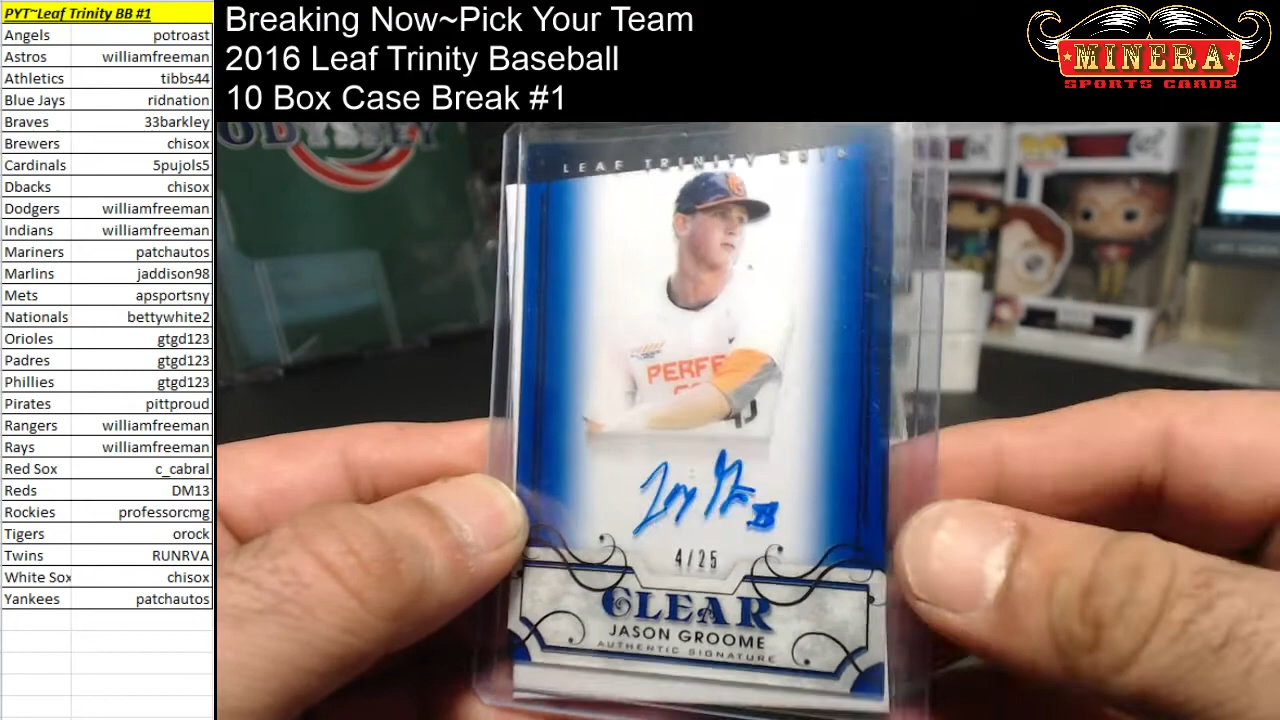 PYT~Leaf Trinity BB #1
Angels potroast
Astros williamfreeman
Athletics tibbs44
Blue Jays ridnation
Braves 33barkley
Brewers chisox
Cardinals 5pujols5
Dbacks chisox
Dodgers williamfreeman
Indians williamfreeman
Mariners patchautos
Marlins jaddison98
Mets apsportsny
Nationals bettywhite2
Orioles gtgd123
Padres gtgd123
Phillies gtgd123
Pirates pittproud
Rangers williamfreeman
Rays williamfreeman
Red Sox c_cabral
Reds DM13
Rockies professorcmg
Tigers orock
Twins RUNRVA
White Sox chisox
Yankees patchautos
Breaking Now~Pick Your Team
2016 Leaf Trinity Baseball
10 Box Case Break #1
MINERA
SPORTS CARDS
ODYSSEY
LEAF TRINITY 2016
PERFE
4/25
CLEAR
JASON GROOME
AUTHENTIC SIGNATURE